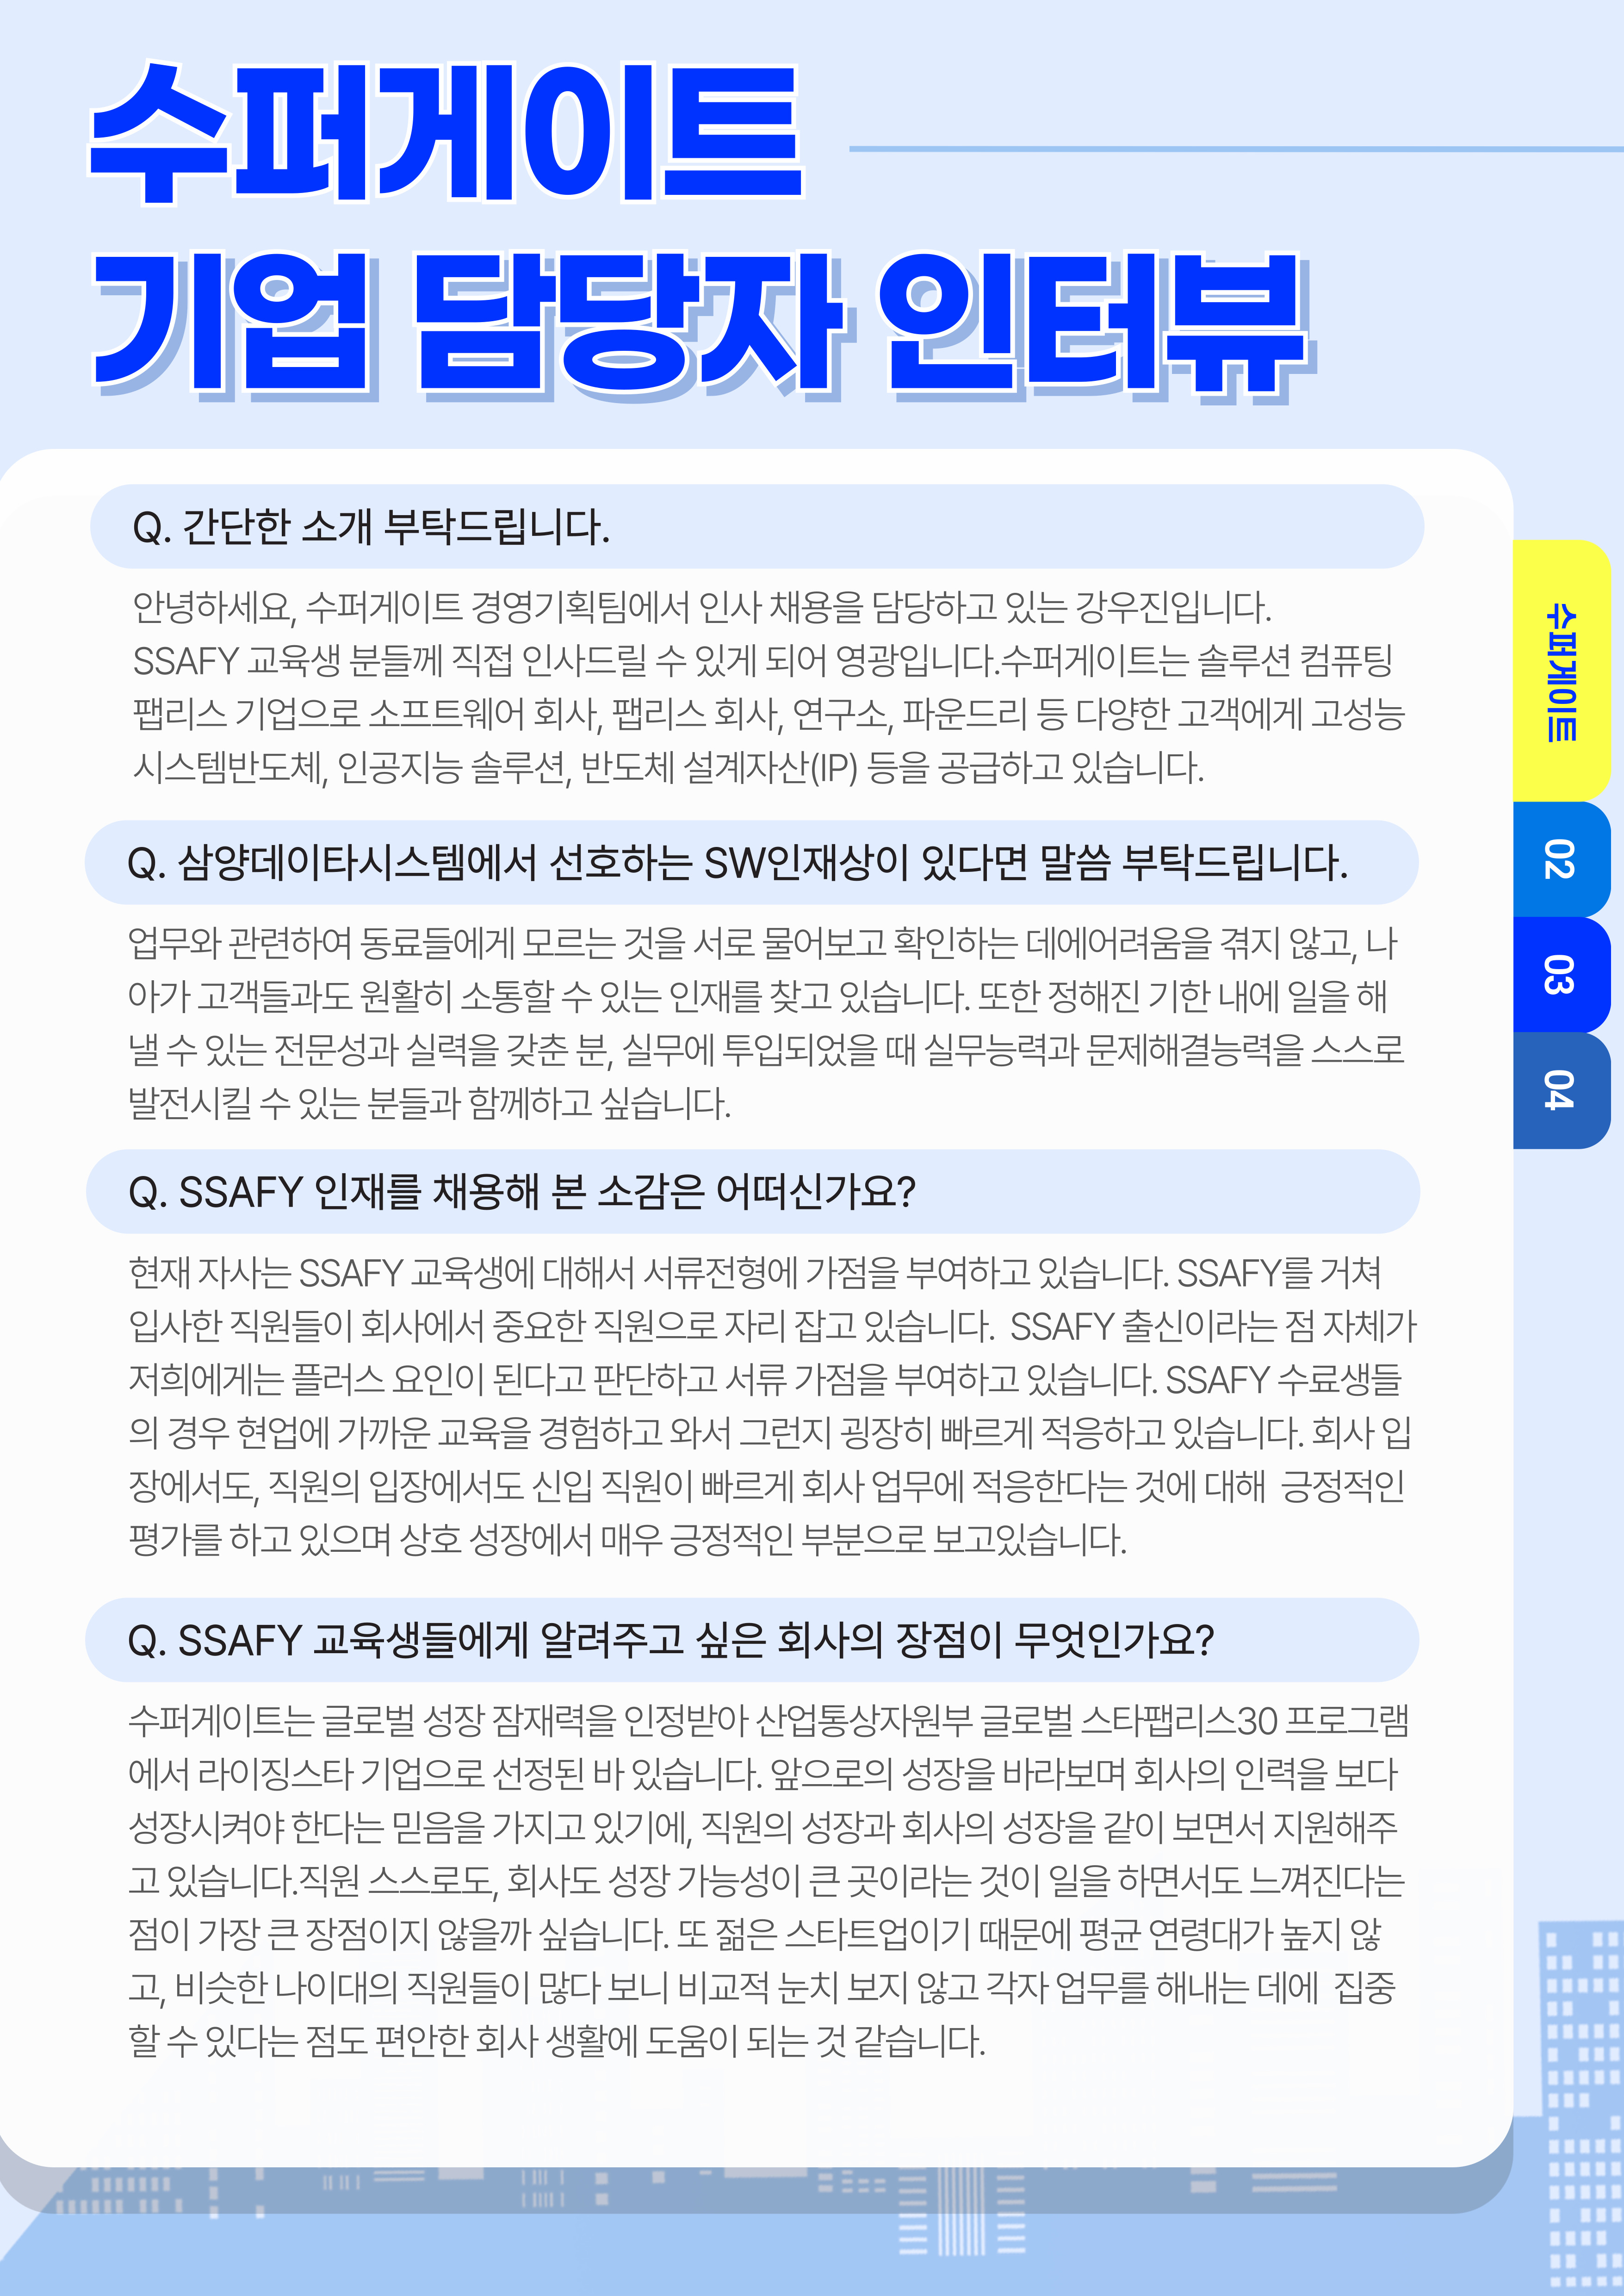 수퍼게이트
기업 담당자 인터뷰
Q. 간단한 소개 부탁드립니다.
안녕하세요, 수퍼게이트 경영기획팀에서 인사 채용을 담당하고 있는 강우진입니다.
SSAFY 교육생 분들께 직접 인사드릴 수 있게 되어 영광입니다.수퍼게이트는 솔루션 컴퓨팅
팹리스 기업으로 소프트웨어 회사, 팹리스 회사, 연구소, 파운드리 등 다양한 고객에게 고성능
시스템반도체, 인공지능 솔루션, 반도체 설계자산(IP) 등을 공급하고 있습니다.
Q. 삼양데이타시스템에서 선호하는 SW인재상이 있다면 말씀 부탁드립니다.
업무와 관련하여 동료들에게 모르는 것을 서로 물어보고 확인하는 데에어려움을 겪지 않고, 나
아가 고객들과도 원활히 소통할 수 있는 인재를 찾고 있습니다. 또한 정해진 기한 내에 일을 해
낼 수 있는 전문성과 실력을 갖춘 분, 실무에 투입되었을 때 실무능력과 문제해결능력을 스스로
발전시킬 수 있는 분들과 함께하고 싶습니다.
Q. SSAFY 인재를 채용해 본 소감은 어떠신가요?
현재 자사는 SSAFY 교육생에 대해서 서류전형에 가점을 부여하고 있습니다. SSAFY를 거쳐
입사한 직원들이 회사에서 중요한 직원으로 자리 잡고 있습니다. SSAFY 출신이라는 점 자체가
저희에게는 플러스 요인이 된다고 판단하고 서류 가점을 부여하고 있습니다. SSAFY 수료생들
의 경우 현업에 가까운 교육을 경험하고 와서 그런지 굉장히 빠르게 적응하고 있습니다. 회사 입
장에서도, 직원의 입장에서도 신입 직원이 빠르게 회사 업무에 적응한다는 것에 대해 긍정적인
평가를 하고 있으며 상호 성장에서 매우 긍정적인 부분으로 보고있습니다.
Q. SSAFY 교육생들에게 알려주고 싶은 회사의 장점이 무엇인가요?
수퍼게이트는 글로벌 성장 잠재력을 인정받아 산업통상자원부 글로벌 스타팹리스30 프로그램
에서 라이징스타 기업으로 선정된 바 있습니다. 앞으로의 성장을 바라보며 회사의 인력을 보다
성장시켜야 한다는 믿음을 가지고 있기에, 직원의 성장과 회사의 성장을 같이 보면서 지원해주
고 있습니다.직원 스스로도, 회사도 성장 가능성이 큰 곳이라는 것이 일을 하면서도 느껴진다는
점이 가장 큰 장점이지 않을까 싶습니다. 또 젊은 스타트업이기 때문에 평균 연령대가 높지 않
고, 비슷한 나이대의 직원들이 많다 보니 비교적 눈치 보지 않고 각자 업무를 해내는 데에 집중
할 수 있다는 점도 편안한 회사 생활에 도움이 되는 것 같습니다.
수퍼게이트
02
03
04